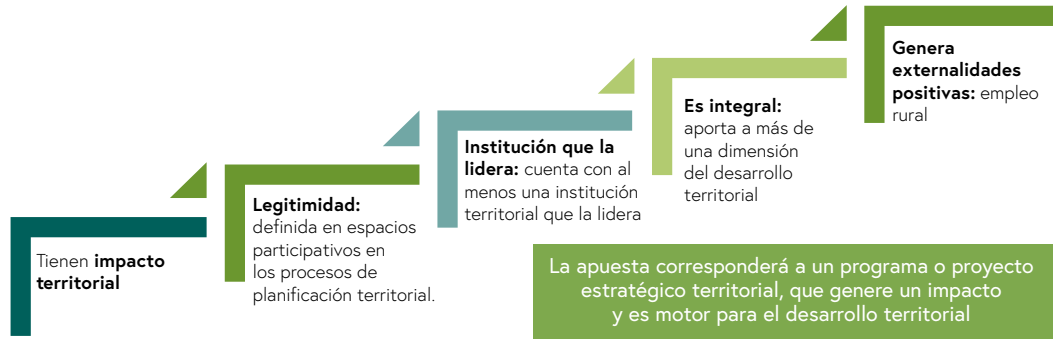 Tienen impacto
territorial
Legitimidad:
definida en espacios
participativos en
los procesos de
planificación territorial.
Institución que la
lidera: cuenta con al
menos una institución
territorial que la lidera
Es integral:
aporta a más de
una dimensión
del desarrollo
territorial
Genera
externalidades
positivas: empleo
rural
La apuesta corresponderá a un programa o proyecto
estratégico territorial, que genere un impacto
y es motor para el desarrollo territorial